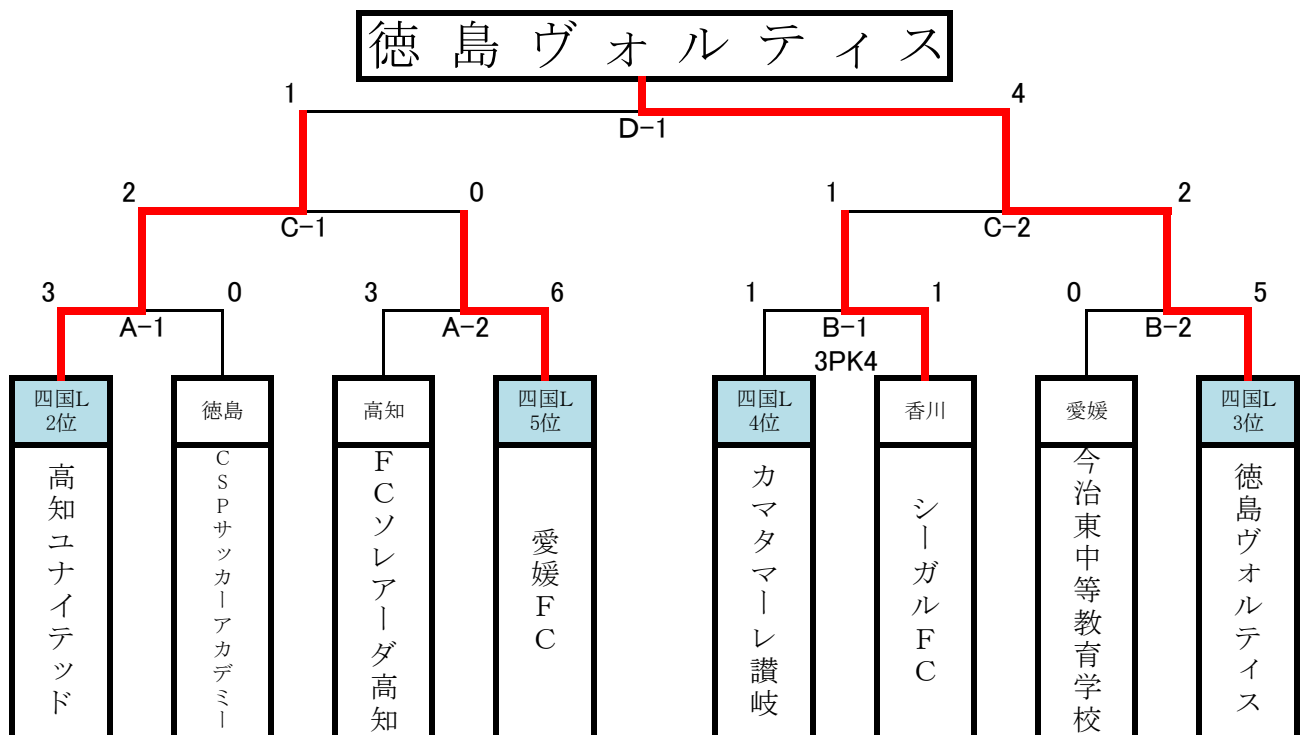 徳島ヴォルティス
1
4
D-1
2
0
1
2
C-1
C-2
3
0
3
6
1
1
0
5
A-1
A-2
B-1
B-2
3PK4
四国L
2位
徳島
高知
四国L
5位
四国L
4位
香川
愛媛
四国L
3位
高知ユナイテッド
CSPサッカーアカデミー
FCソレアーダ高知
愛媛FC
カマタマーレ讃岐
シーガルFC
今治東中等教育学校
徳島ヴォルティス